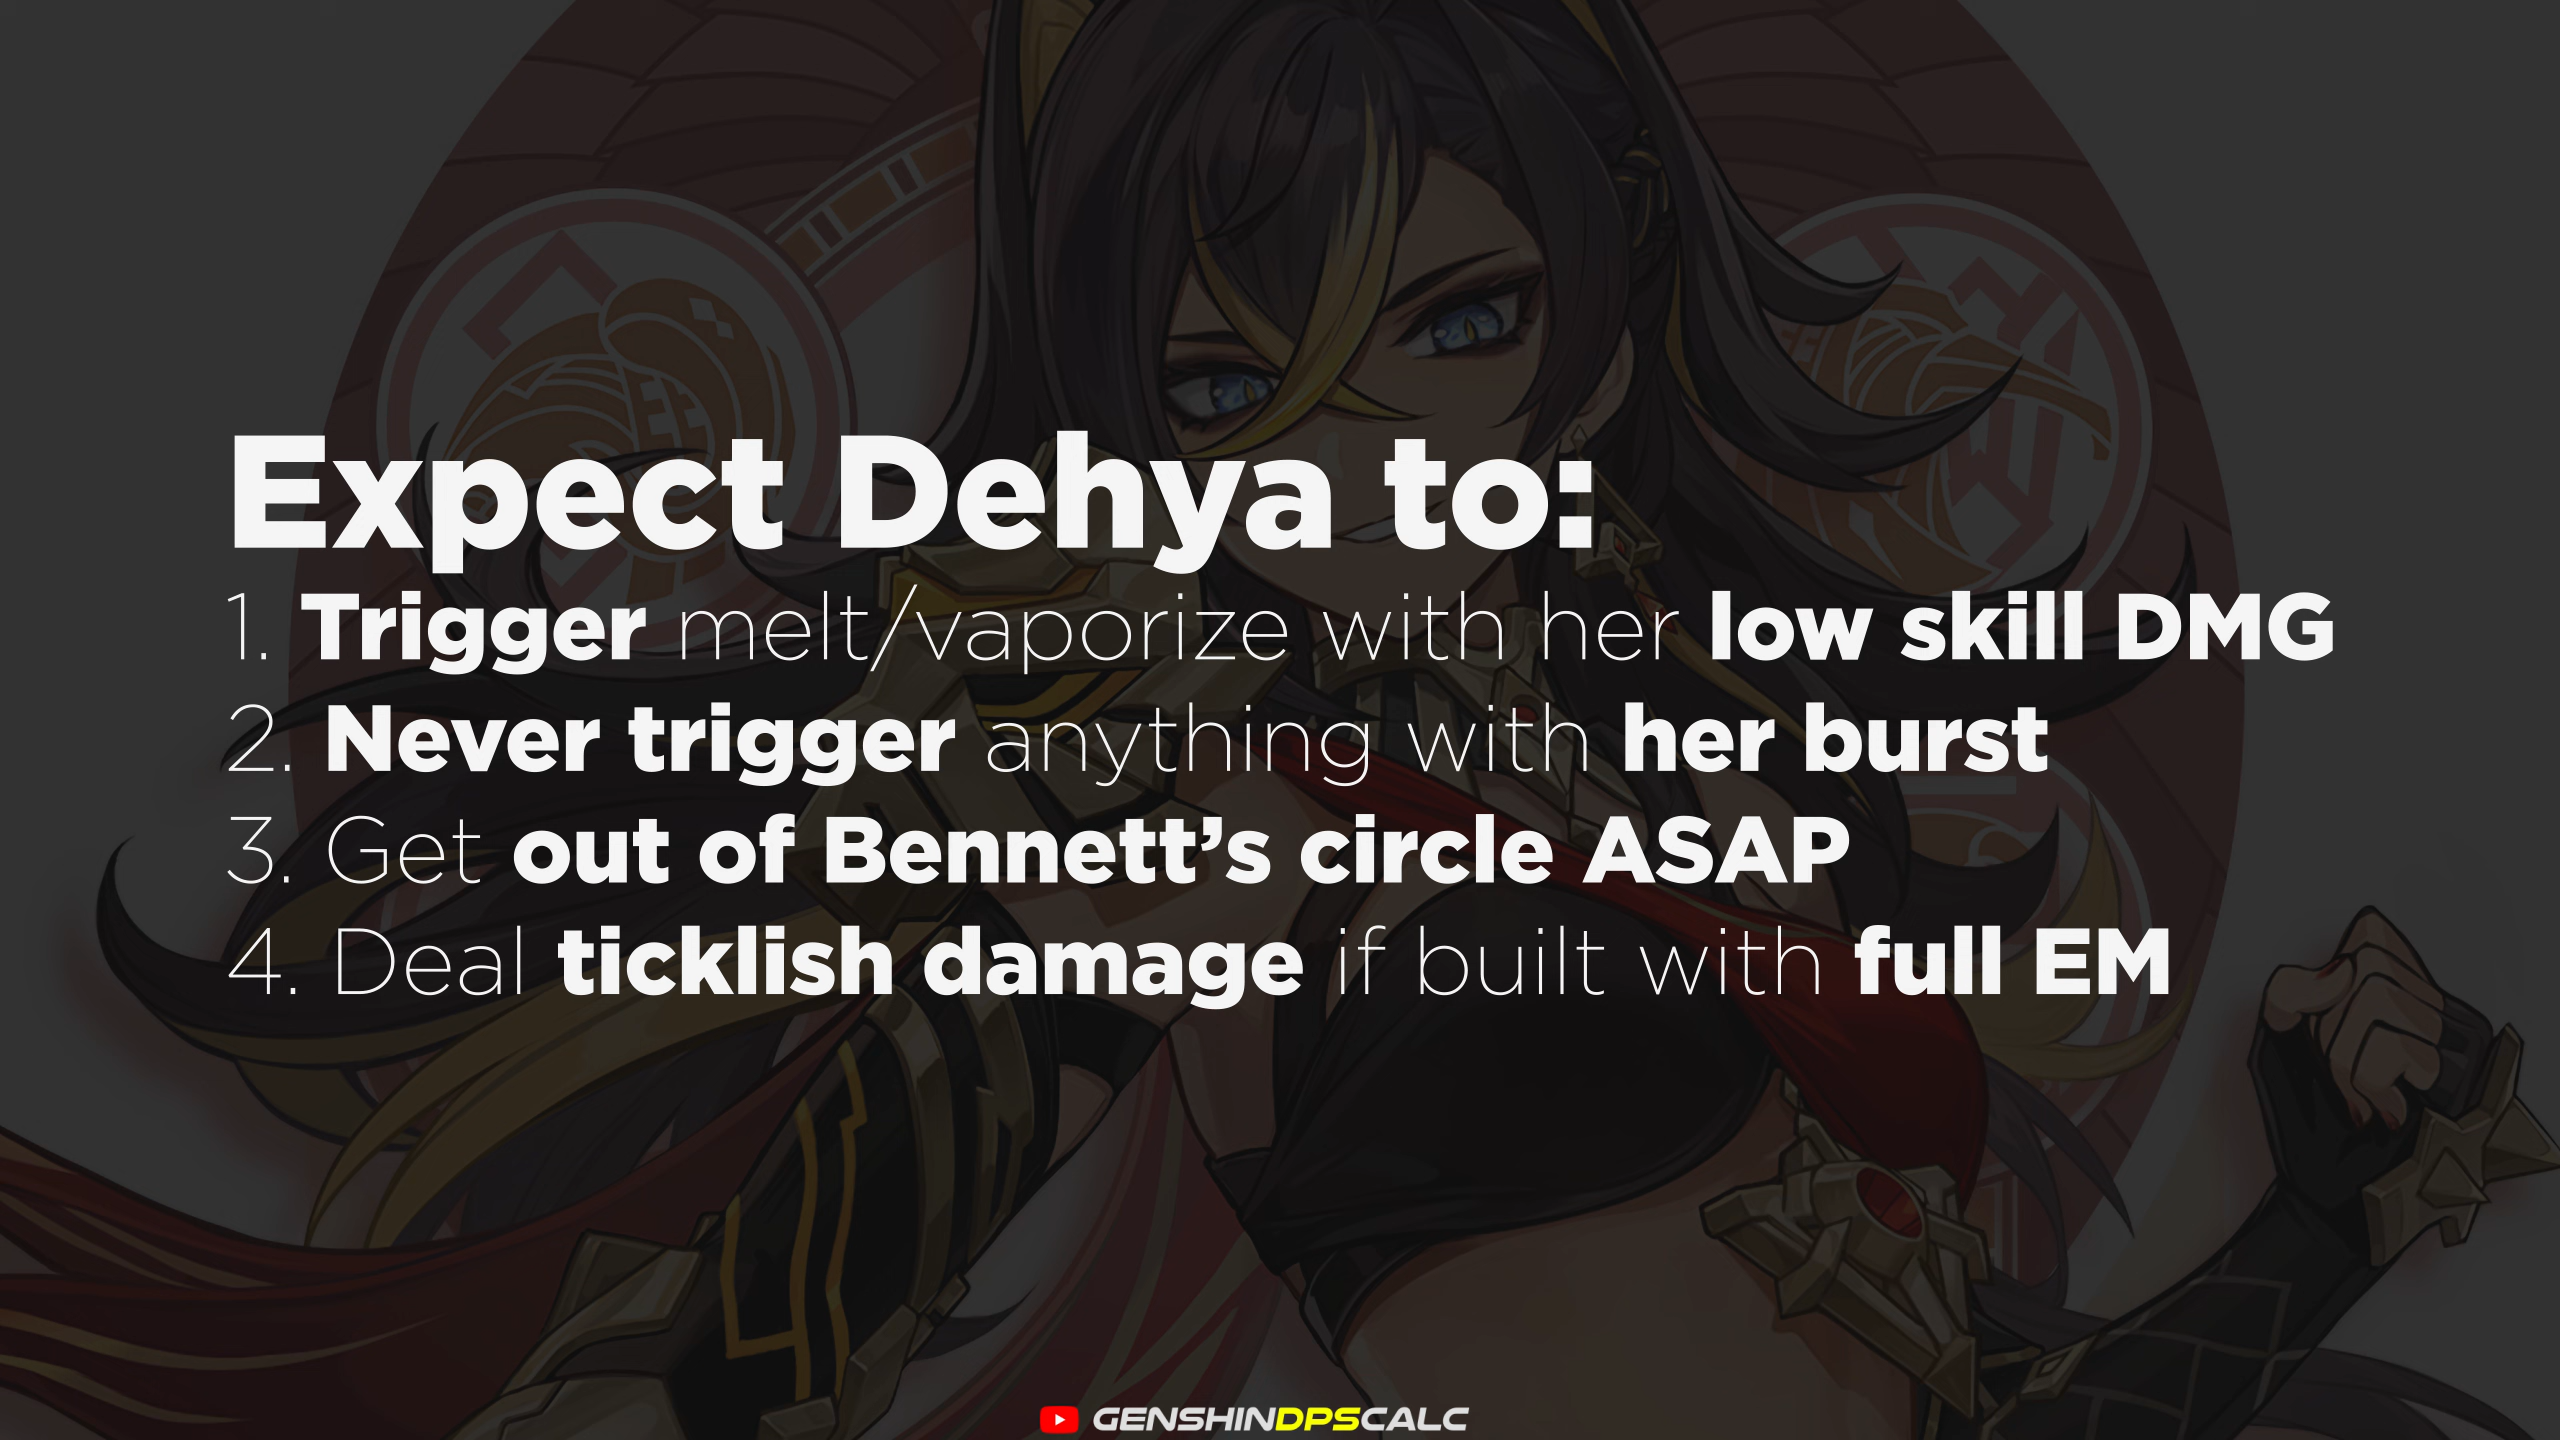 Expect Dehya to:
1. Trigger melt/vaporize with her low skill DMG
2. Never trigger anything with her burst
3. Get out of Bennett’s circle ASAP
4. Deal ticklish damage if built with full EM
GENSHINDPSCALC